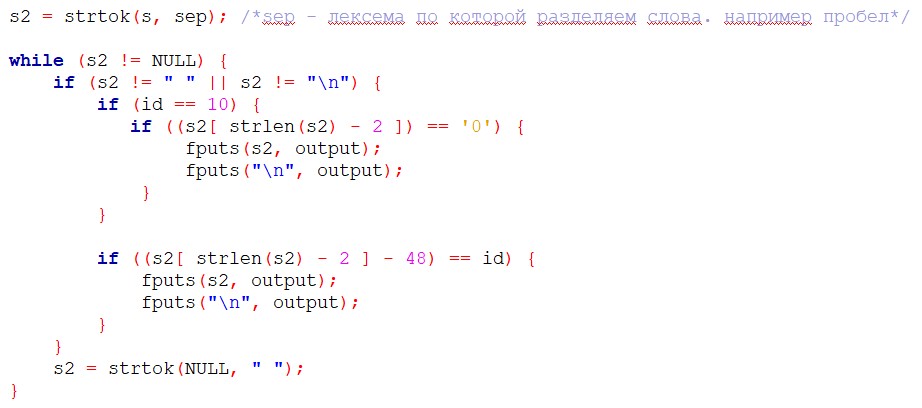 s2 = strtok(s, sep); /*sep - лексема по которой разделяем слова. например пробел*/
while (s2 != NULL) {
if (s2 != " " || s2 != "\n") {
if (id == 10) {
if ((s2[ strlen(s2) - 2 ]) == '0') {
fputs(s2, output);
fputs("\n", output);
}
}
if ((s2[ strlen(s2) - 2 ] - 48) == id) {
fputs(s2, output);
fputs("\n", output);
}
}
s2 = strtok(NULL, " ");
}